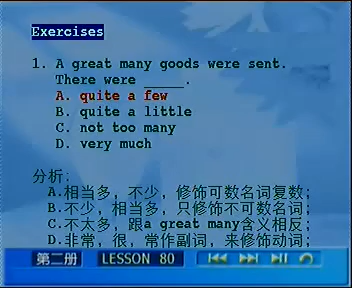 Exercises
1. A great many goods were sent.
There were _____.
A. quite a few
B. quite a little
C. not too many
D. very much
分析:
A.相当多, 不少, 修饰可数名词复数;
B.不少, 相当多, 只修饰不可数名词;
C.不太多, 跟a great many含义相反;
D.非常, 很, 常作副词, 来修饰动词;
第二册 LESSON 80